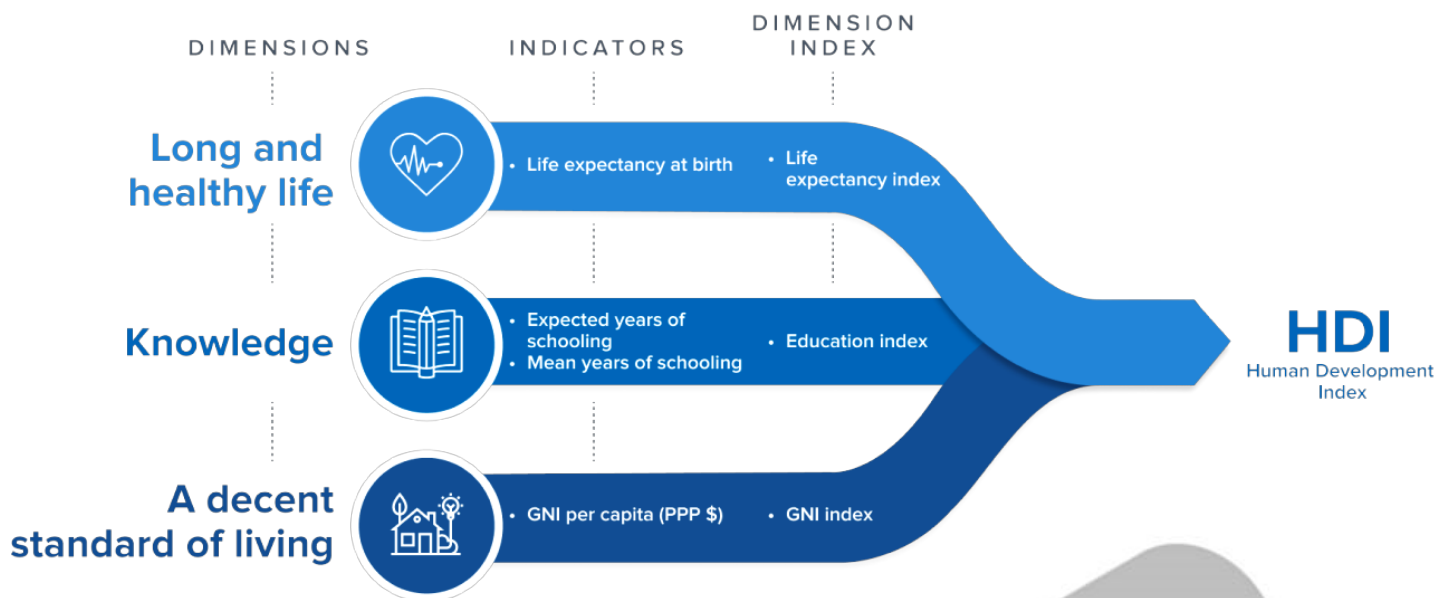 DIMENSIONS
INDICATORS
DIMENSION
INDEX
Long and
healthy life
• Life expectancy at birth
• Life
expectancy index
Knowledge
• Expected years of
schooling
• Mean years of schooling
• Education index
A decent
standard of living
• GNI per capita (PPP $)
• GNI index
HDI
Human Development
Index